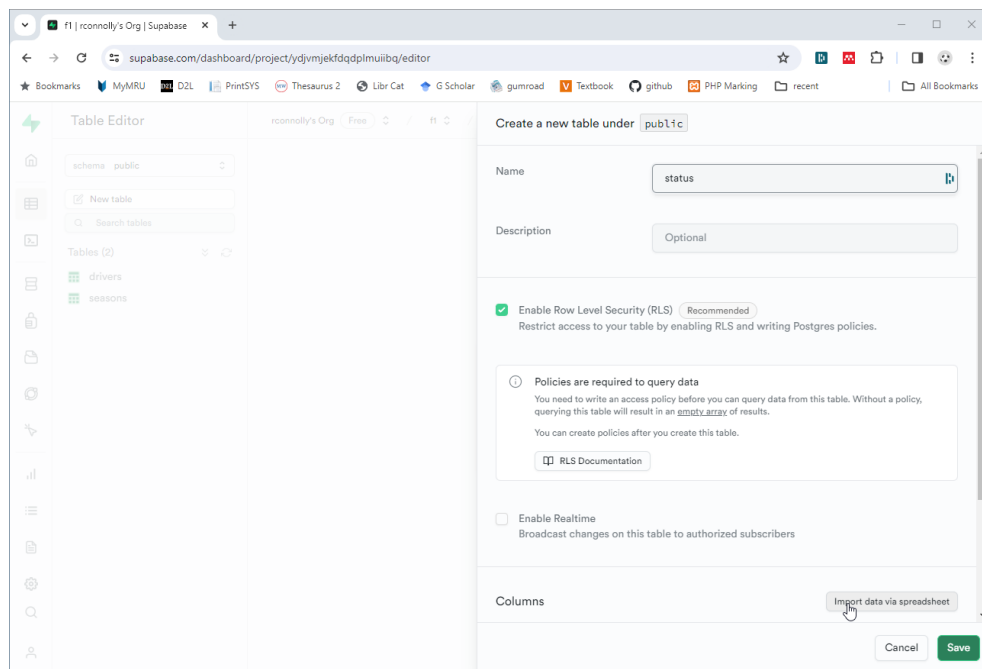 f1 | rconnolly's Org | Supabase
supabase.com/dashboard/project/ydjvmjekfdqdplmuiibq/editor
Bookmarks MyMRU D2L D2L PrintSYS Thesaurus 2 Libr Cat G Scholar gumroad V Textbook github PHP Marking recent All Bookmarks
Table Editor
rconnolly's Org Free / f1 /
schema public
New table
Search tables
Tables (2)
drivers
seasons
Create a new table under public
Name
status
Description
Optional
Enable Row Level Security (RLS) Recommended
Restrict access to your table by enabling RLS and writing Postgres policies.
Policies are required to query data
You need to write an access policy before you can query data from this table. Without a policy,
querying this table will result in an empty array of results.
You can create policies after you create this table.
RLS Documentation
Enable Realtime
Broadcast changes on this table to authorized subscribers
Columns
Import data via spreadsheet
Cancel Save